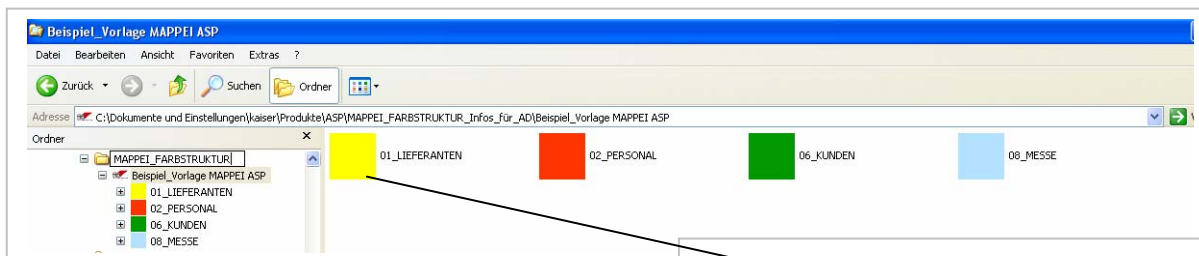 Beispiel_Vorlage MAPPEI ASP
Datei Bearbeiten Ansicht Favoriten Extras ?
Zurück Suchen Ordner
Adresse C:\Dokumente und Einstellungen\kaiser\Produkte\ASP\MAPPEI_FARBSTRUKTUR_Infos_für_AD\Beispiel_Vorlage MAPPEI ASP
Ordner
MAPPEI_FARBSTRUKTUR
Beispiel_Vorlage MAPPEI ASP
01_LIEFERANTEN
02_PERSONAL
06_KUNDEN
08_MESSE
01_LIEFERANTEN 02_PERSONAL 06_KUNDEN 08_MESSE